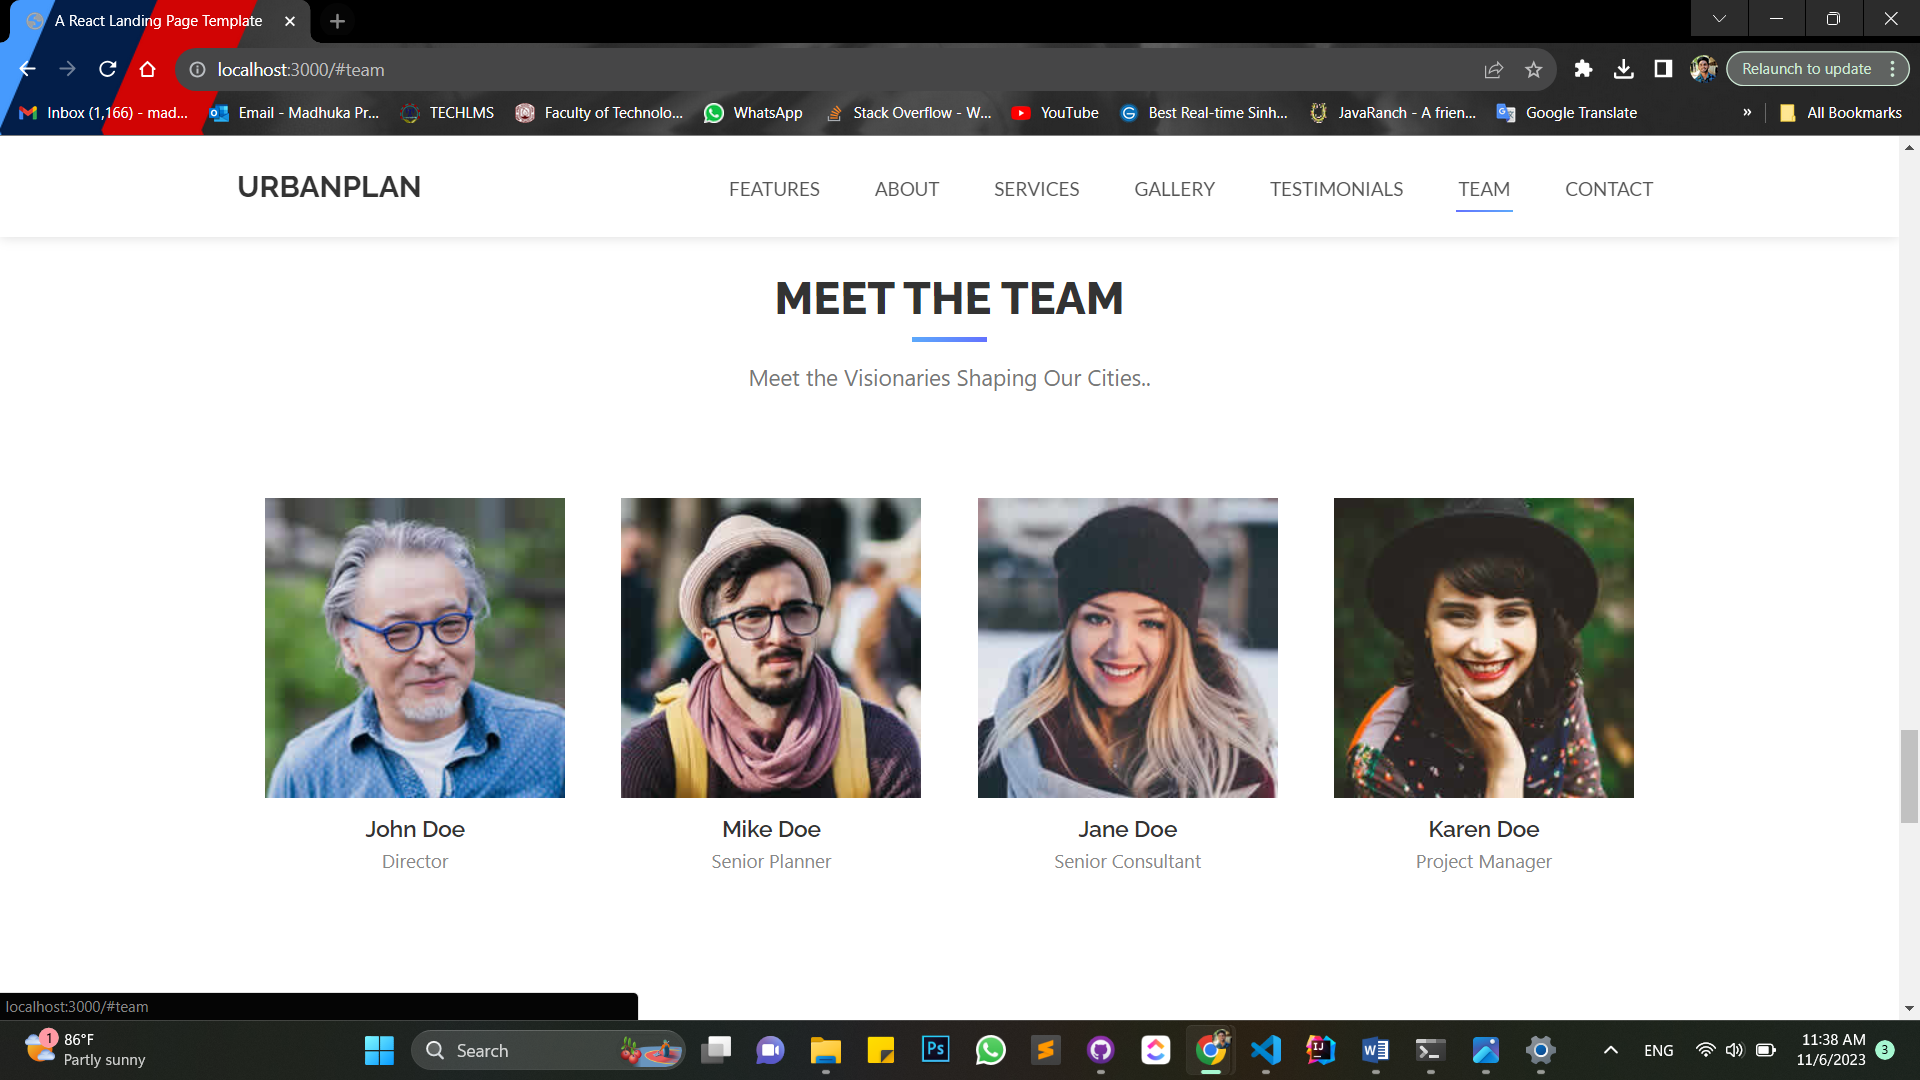 A React Landing Page Template
localhost:3000/#team
Relaunch to update
Inbox (1,166) - mad...
Email - Madhuka Pr...
TECHLMS
Faculty of Technolo...
WhatsApp
Stack Overflow - W...
YouTube
Best Real-time Sinh...
JavaRanch - A frien...
Google Translate
»
All Bookmarks
URBANPLAN
FEATURES
ABOUT
SERVICES
GALLERY
TESTIMONIALS
TEAM
CONTACT
MEET THE TEAM
Meet the Visionaries Shaping Our Cities..
John Doe
Director
Mike Doe
Senior Planner
Jane Doe
Senior Consultant
Karen Doe
Project Manager
localhost:3000/#team
1
86°F
Partly sunny
Search
Ps
ENG
11:38 AM
11/6/2023
3